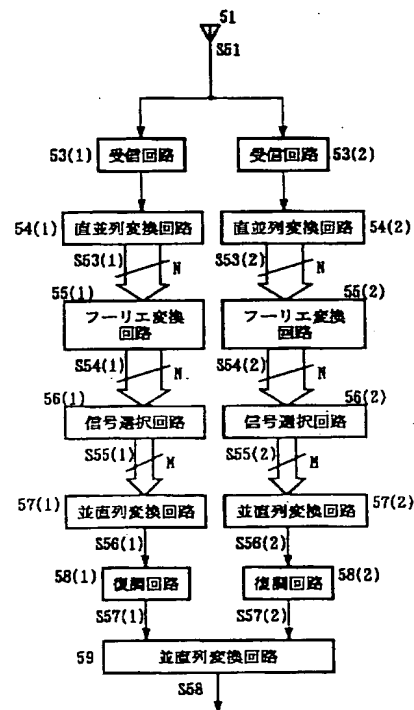 51
S51
53(1) 受信回路 受信回路 53(2)
54(1) 直並列変換回路 直並列変換回路 54(2)
S53(1) N S53(2) N
55(1) 55(2)
フーリエ変換 フーリエ変換
回路 回路
S54(1) N S54(2) N
56(1) 56(2)
信号選択回路 信号選択回路
S55(1) M S55(2) M
57(1) 並直列変換回路 並直列変換回路 57(2)
S56(1) S56(2)
58(1) 復調回路 復調回路 58(2)
S57(1) S57(2)
59 並直列変換回路
S58